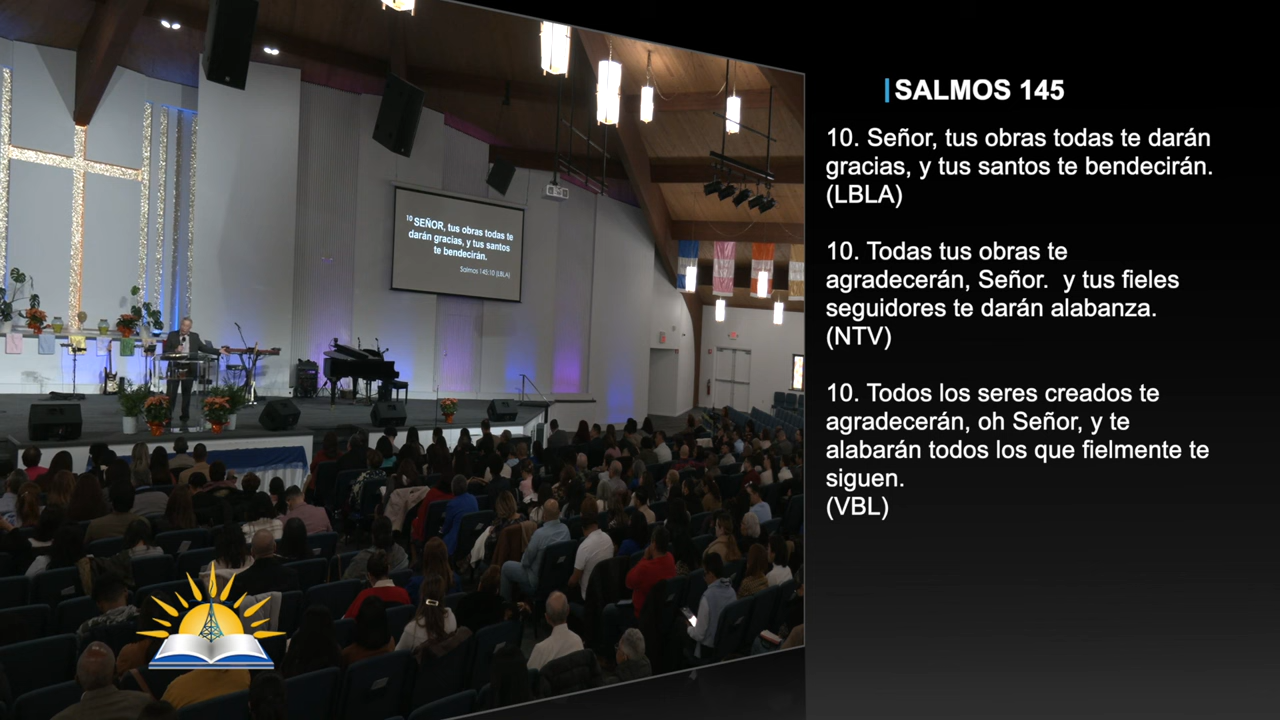 10 SEÑOR, tus obras todas te
darán gracias, y tus santos
te bendecirán.
Salmos 145:10 (LBLA)
SALMOS 145
10. Señor, tus obras todas te darán
gracias, y tus santos te bendecirán.
(LBLA)
10. Todas tus obras te
agradecerán, Señor.  y tus fieles
seguidores te darán alabanza.
(NTV)
10. Todos los seres creados te
agradecerán, oh Señor, y te
alabarán todos los que fielmente te
siguen.
(VBL)